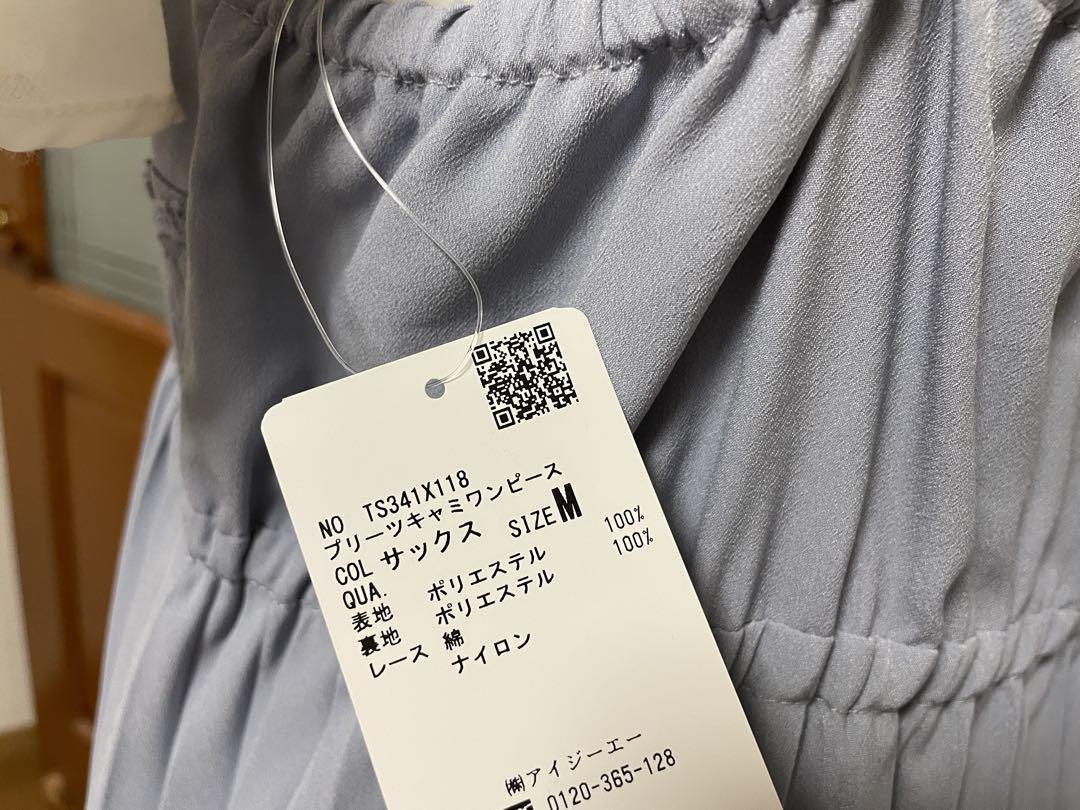 NO. TS341X118
プリーツキャミワンピース
COL サックス SIZE M
QUA.
表地 ポリエステル 100%
裏地 ポリエステル 100%
レース 綿
ナイロン
㈱アイジーエー
0120-365-128